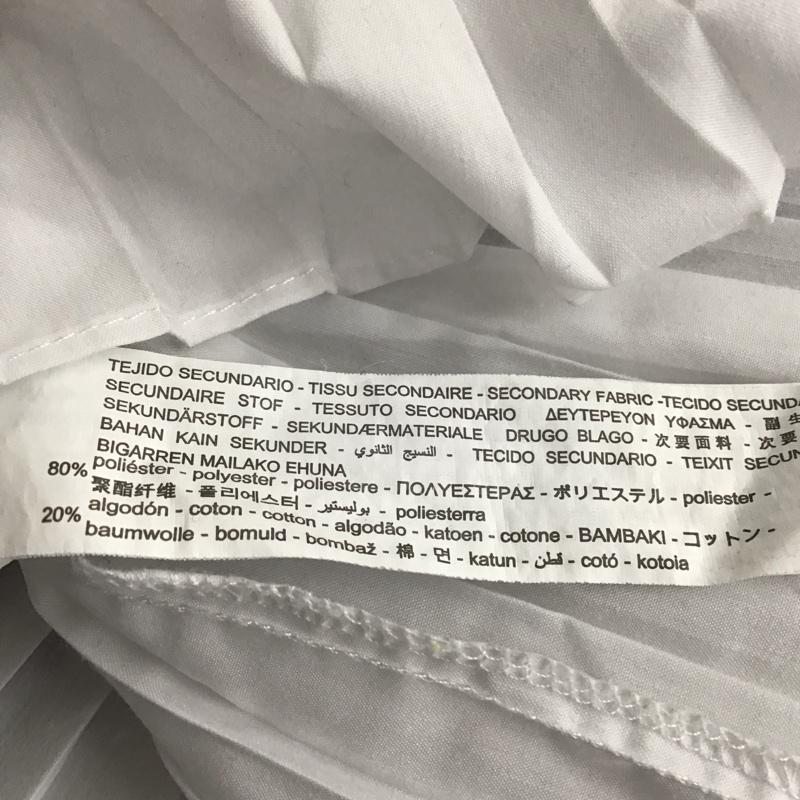 TEJIDO SECUNDARIO - TISSU SECONDAIRE - SECONDARY FABRIC -TECIDO SECUNDA
SECUNDAIRE STOF - TESSUTO SECONDARIO ΔΕΥΤΕΡΕΥΟΝ ΥΦΑΣΜΑ - 副 生
SEKUNDÄRSTOFF - SEKUNDÆRMATERIALE DRUGO BLAGO - 次要面料 - 次要
BAHAN KAIN SEKUNDER - النسيج الثانوي - TECIDO SECUNDARIO - TEIXIT SECUN
BIGARREN MAILAKO EHUNA
80% poliéster - polyester - poliestere - ΠΟΛΥΕΣΤΕΡΑΣ - ポリエステル - poliester -
聚酯纤维 - 폴리에스터 - بوليستير - poliesterra
20% algodón - coton - cotton - algodão - katoen - cotone - BAMBAKI - コットン -
baumwolle - bomuld - bombaž - 棉 - 면 - katun - قطن - cotó - kotoia